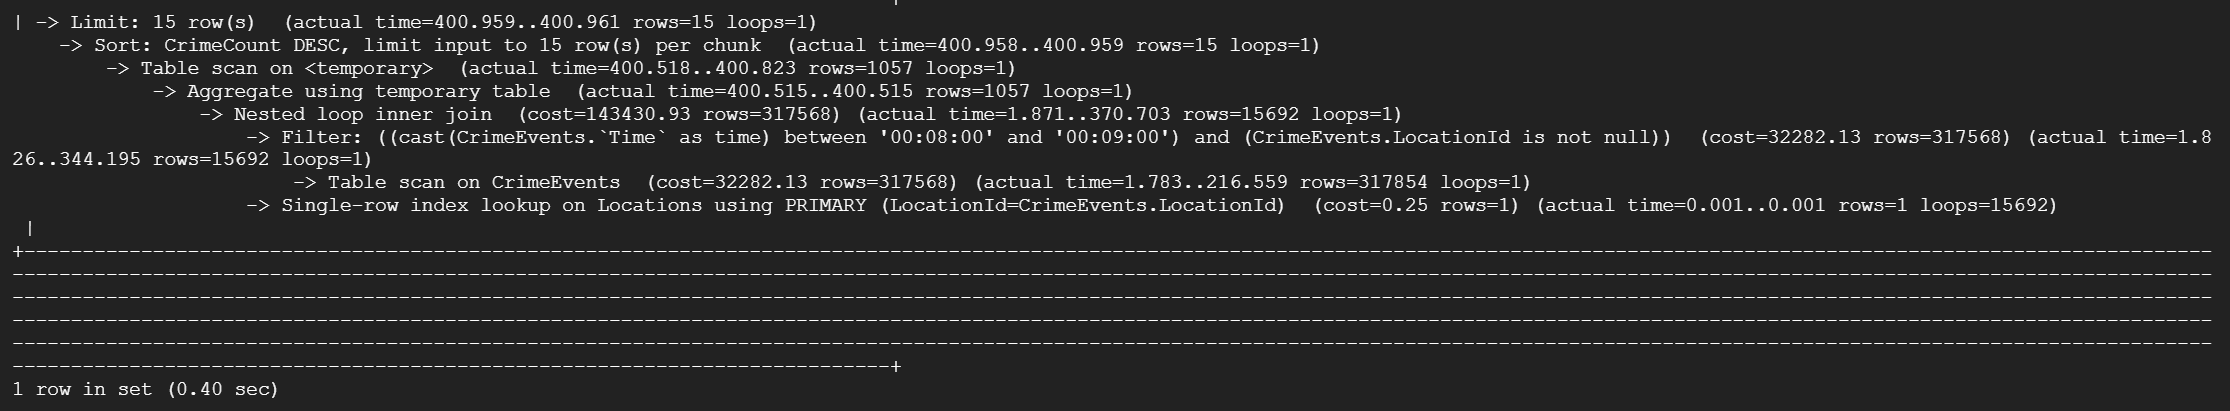 | -> Limit: 15 row(s)  (actual time=400.959..400.961 rows=15 loops=1)
    -> Sort: CrimeCount DESC, limit input to 15 row(s) per chunk  (actual time=400.958..400.959 rows=15 loops=1)
        -> Table scan on <temporary>  (actual time=400.518..400.823 rows=1057 loops=1)
            -> Aggregate using temporary table  (actual time=400.515..400.515 rows=1057 loops=1)
                -> Nested loop inner join  (cost=143430.93 rows=317568) (actual time=1.871..370.703 rows=15692 loops=1)
                    -> Filter: ((cast(CrimeEvents.`Time` as time) between '00:08:00' and '00:09:00') and (CrimeEvents.LocationId is not null))  (cost=32282.13 rows=317568) (actual time=1.8
26..344.195 rows=15692 loops=1)
                        -> Table scan on CrimeEvents  (cost=32282.13 rows=317568) (actual time=1.783..216.559 rows=317854 loops=1)
                    -> Single-row index lookup on Locations using PRIMARY (LocationId=CrimeEvents.LocationId)  (cost=0.25 rows=1) (actual time=0.001..0.001 rows=1 loops=15692)
 |
1 row in set (0.40 sec)